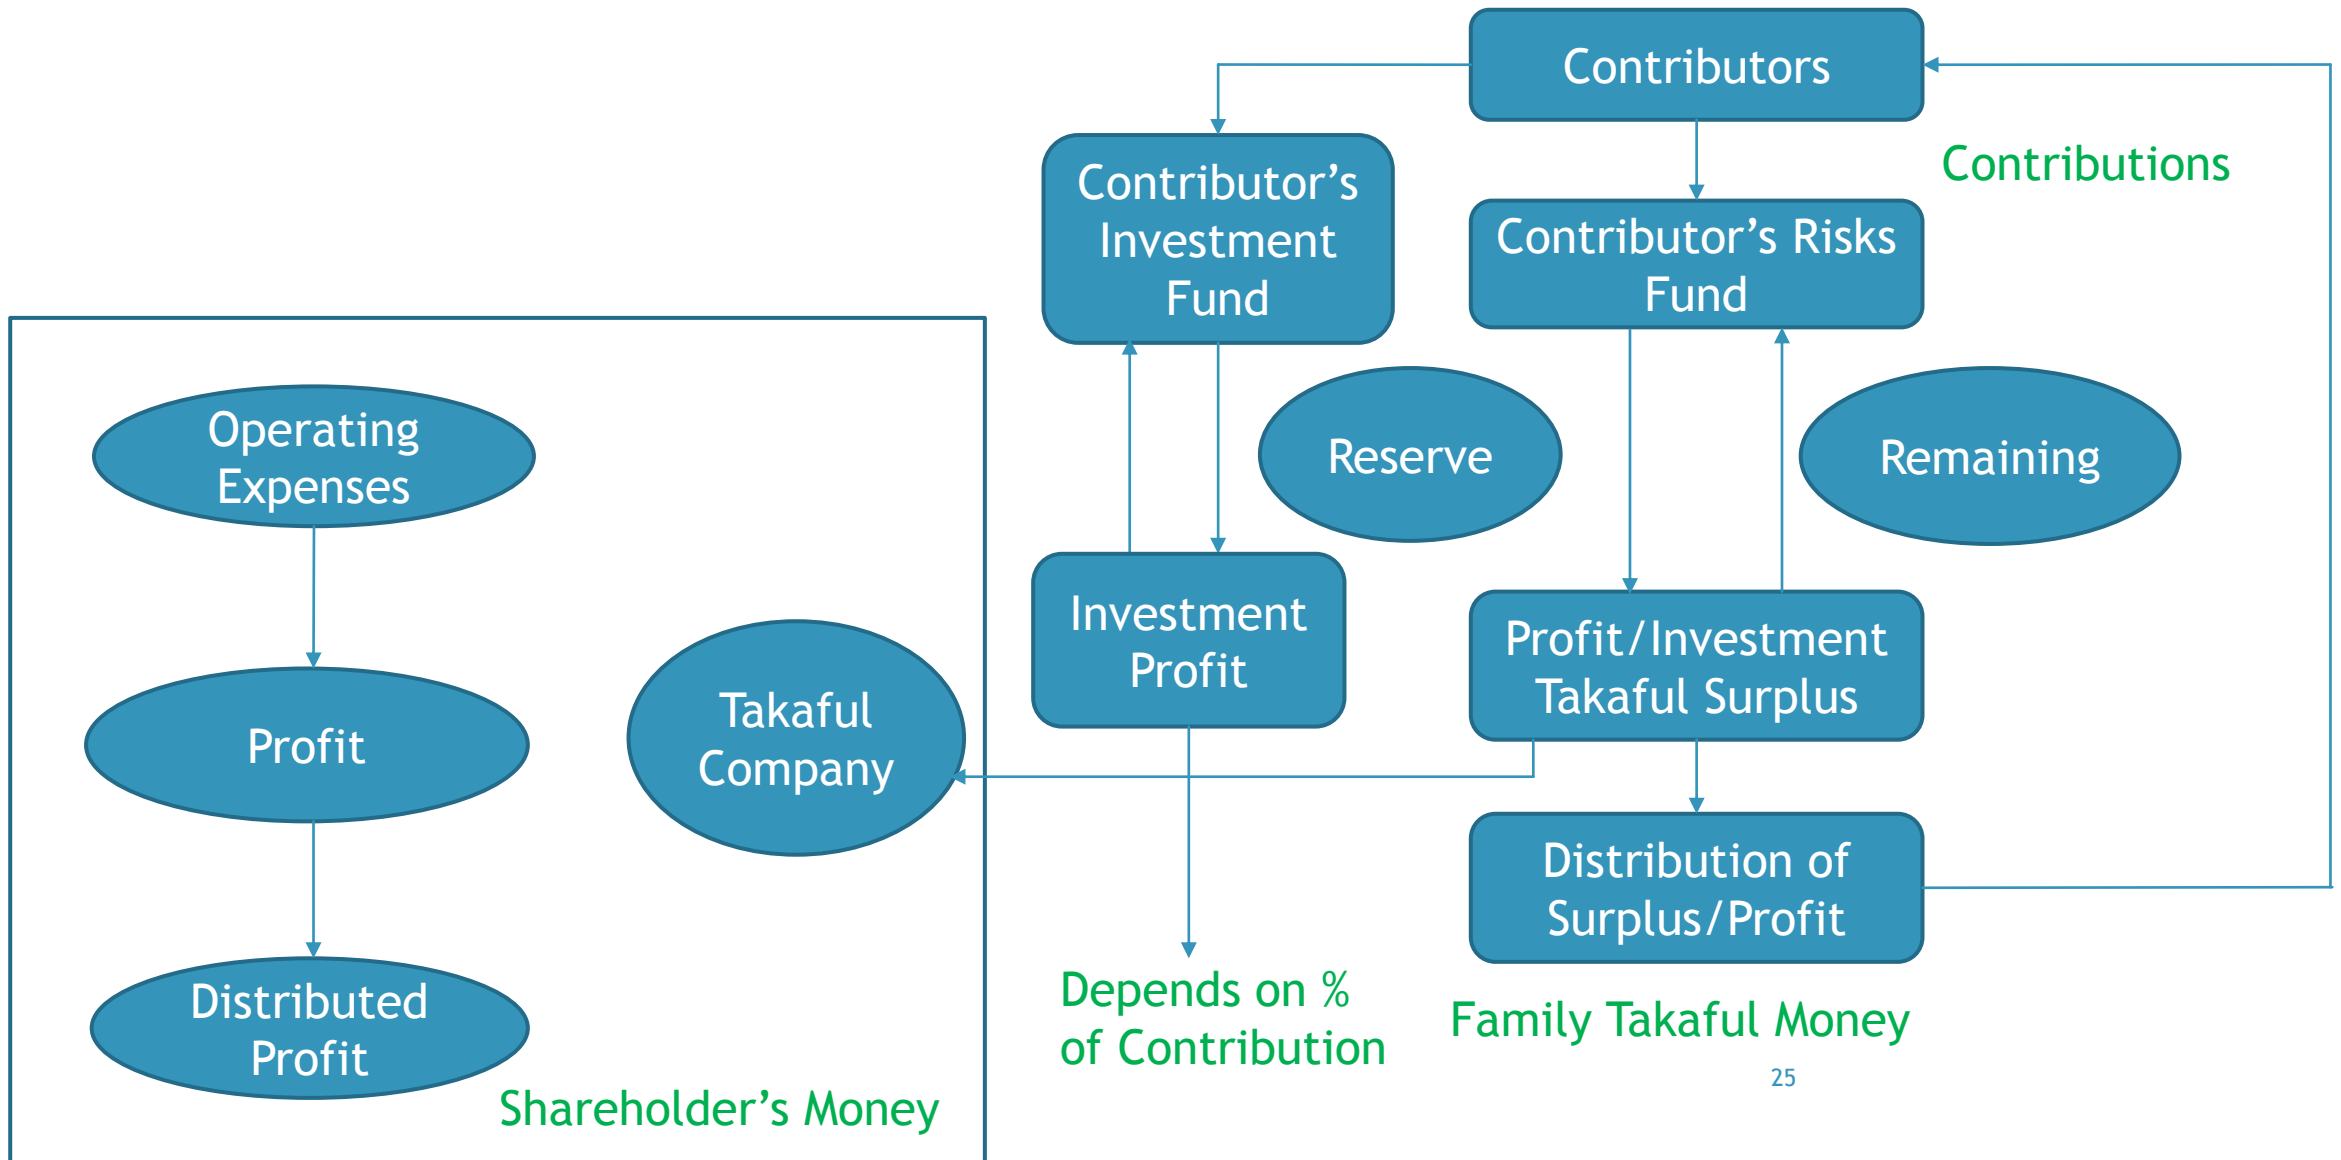 Contributors
Contributions
Contributor’s
Investment
Fund
Contributor’s Risks
Fund
Operating
Expenses
Reserve
Remaining
Investment
Profit
Profit/Investment
Takaful Surplus
Takaful
Company
Profit
Distribution of
Surplus/Profit
Distributed
Profit
Depends on %
of Contribution
Family Takaful Money
25
Shareholder’s Money